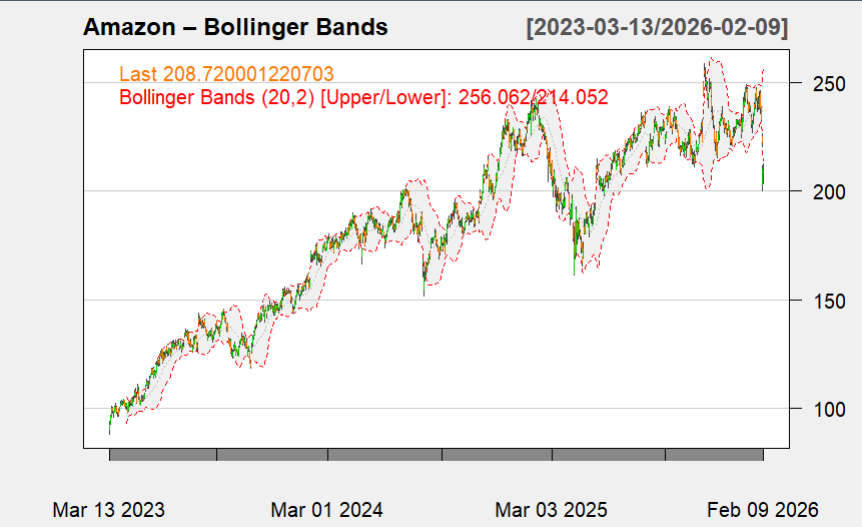 Amazon – Bollinger Bands [2023-03-13/2026-02-09]
Last 208.720001220703
Bollinger Bands (20,2) [Upper/Lower]: 256.062/214.052
250
200
150
100
Mar 13 2023 Mar 01 2024 Mar 03 2025 Feb 09 2026